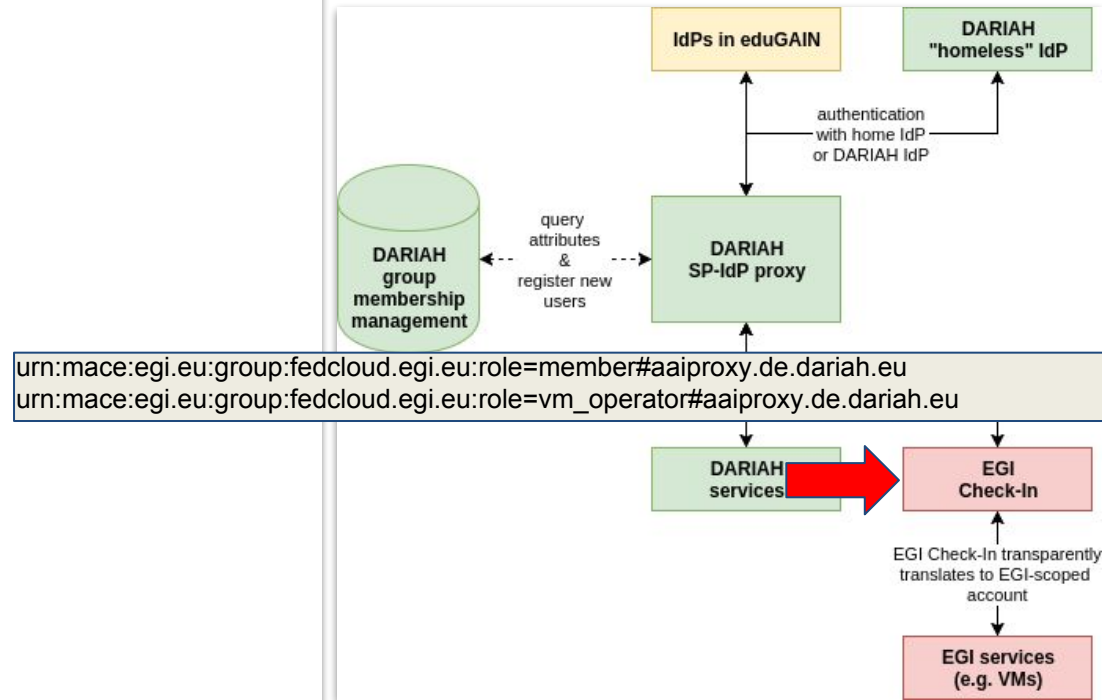 IdPs in eduGAIN
DARIAH
"homeless" IdP
authentication
with home IdP
or DARIAH IdP
DARIAH
group
membership
management
query
attributes
&
register new
users
DARIAH
SP-IdP proxy
urn:mace:egi.eu:group:fedcloud.egi.eu:role=member#aaiproxy.de.dariah.eu
urn:mace:egi.eu:group:fedcloud.egi.eu:role=vm_operator#aaiproxy.de.dariah.eu
DARIAH
services
EGI
Check-In
EGI Check-In transparently
translates to EGI-scoped
account
EGI services
(e.g. VMs)